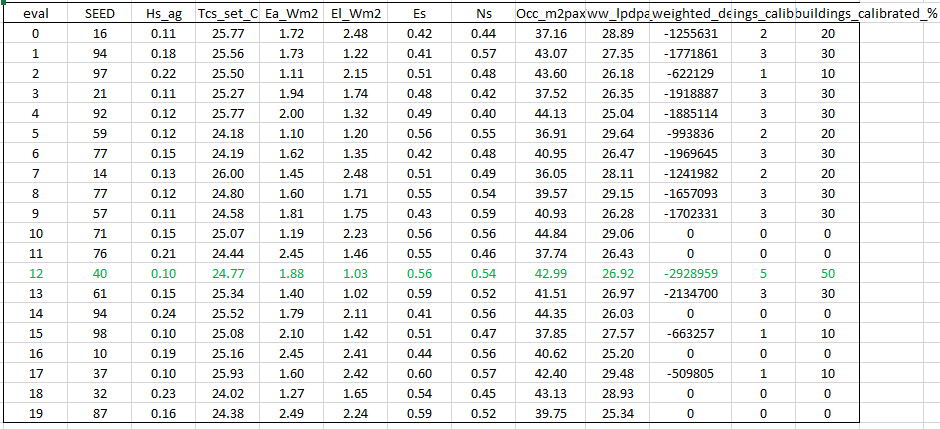 eval SEED Hs_ag Tcs_set_C Ea_Wm2 El_Wm2 Es Ns Occ_m2pax ww_lpdpa weighted_de ings_calib buildings_calibrated_%
0 16 0.11 25.77 1.72 2.48 0.42 0.44 37.16 28.89 -1255631 2 20
1 94 0.18 25.56 1.73 1.22 0.41 0.57 43.07 27.35 -1771861 3 30
2 97 0.22 25.50 1.11 2.15 0.51 0.48 43.60 26.18 -622129 1 10
3 21 0.11 25.27 1.94 1.74 0.48 0.42 37.52 26.35 -1918887 3 30
4 92 0.12 25.77 2.00 1.32 0.49 0.40 44.13 25.04 -1885114 3 30
5 59 0.12 24.18 1.10 1.20 0.56 0.55 36.91 29.64 -993836 2 20
6 77 0.15 24.19 1.62 1.35 0.42 0.48 40.95 26.47 -1969645 3 30
7 14 0.13 26.00 1.45 2.48 0.51 0.49 36.05 28.11 -1241982 2 20
8 77 0.12 24.80 1.60 1.71 0.55 0.54 39.57 29.15 -1657093 3 30
9 57 0.11 24.58 1.81 1.75 0.43 0.59 40.93 26.28 -1702331 3 30
10 71 0.15 25.07 1.19 2.23 0.56 0.56 44.84 29.06 0 0 0
11 76 0.21 24.44 2.45 1.46 0.55 0.46 37.74 26.43 0 0 0
12 40 0.10 24.77 1.88 1.03 0.56 0.54 42.99 26.92 -2928959 5 50
13 61 0.15 25.34 1.40 1.02 0.59 0.52 41.51 26.97 -2134700 3 30
14 94 0.24 25.52 1.79 2.11 0.41 0.56 44.35 26.03 0 0 0
15 98 0.10 25.08 2.10 1.42 0.51 0.47 37.85 27.57 -663257 1 10
16 10 0.19 25.16 2.45 2.41 0.44 0.56 40.62 25.20 0 0 0
17 37 0.10 25.93 1.60 2.42 0.60 0.57 42.40 29.48 -509805 1 10
18 32 0.23 24.02 1.27 1.65 0.54 0.45 43.13 28.93 0 0 0
19 87 0.16 24.38 2.49 2.24 0.59 0.52 39.75 25.34 0 0 0